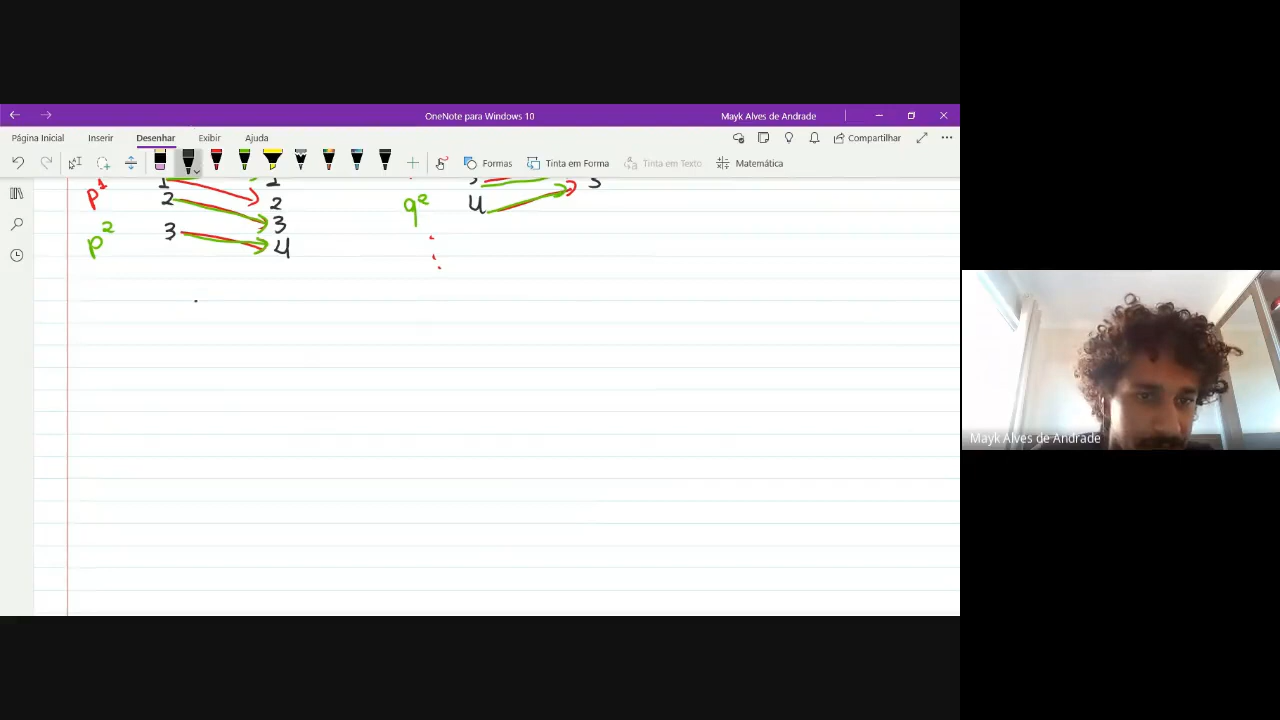 OneNote para Windows 10
Mayk Alves de Andrade
Página Inicial
Inserir
Desenhar
Exibir
Ajuda
Compartilhar
Formas
Tinta em Forma
Tinta em Texto
Matemática
p¹
1
1
2
2
3
p²
3
4
q²
4
3
Mayk Alves de Andrade